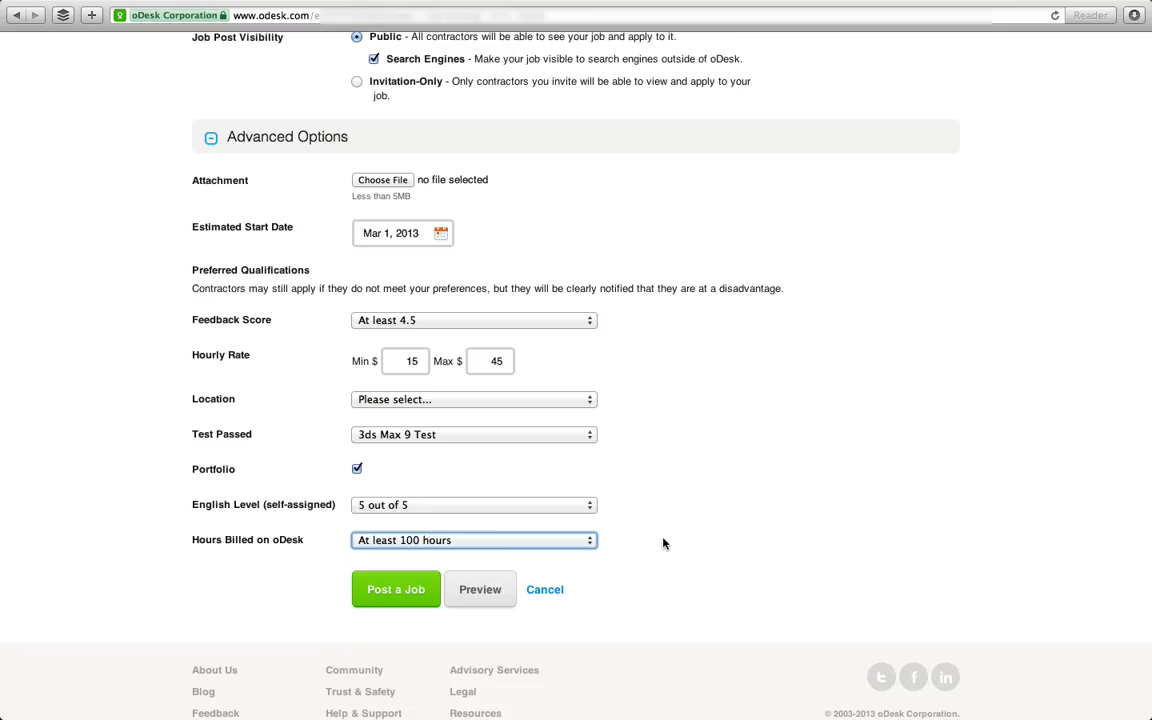 oDesk Corporation www.odesk.com/e Reader
Job Post Visibility Public - All contractors will be able to see your job and apply to it.
Search Engines - Make your job visible to search engines outside of oDesk.
Invitation-Only - Only contractors you invite will be able to view and apply to your
job.
Advanced Options
Attachment Choose File no file selected
Less than 5MB
Estimated Start Date Mar 1, 2013
Preferred Qualifications
Contractors may still apply if they do not meet your preferences, but they will be clearly notified that they are at a disadvantage.
Feedback Score At least 4.5
Hourly Rate Min $ 15 Max $ 45
Location Please select...
Test Passed 3ds Max 9 Test
Portfolio
English Level (self-assigned) 5 out of 5
Hours Billed on oDesk At least 100 hours
Post a Job Preview Cancel
About Us Community Advisory Services
Blog Trust & Safety Legal
Feedback Help & Support Resources © 2003-2013 oDesk Corporation.